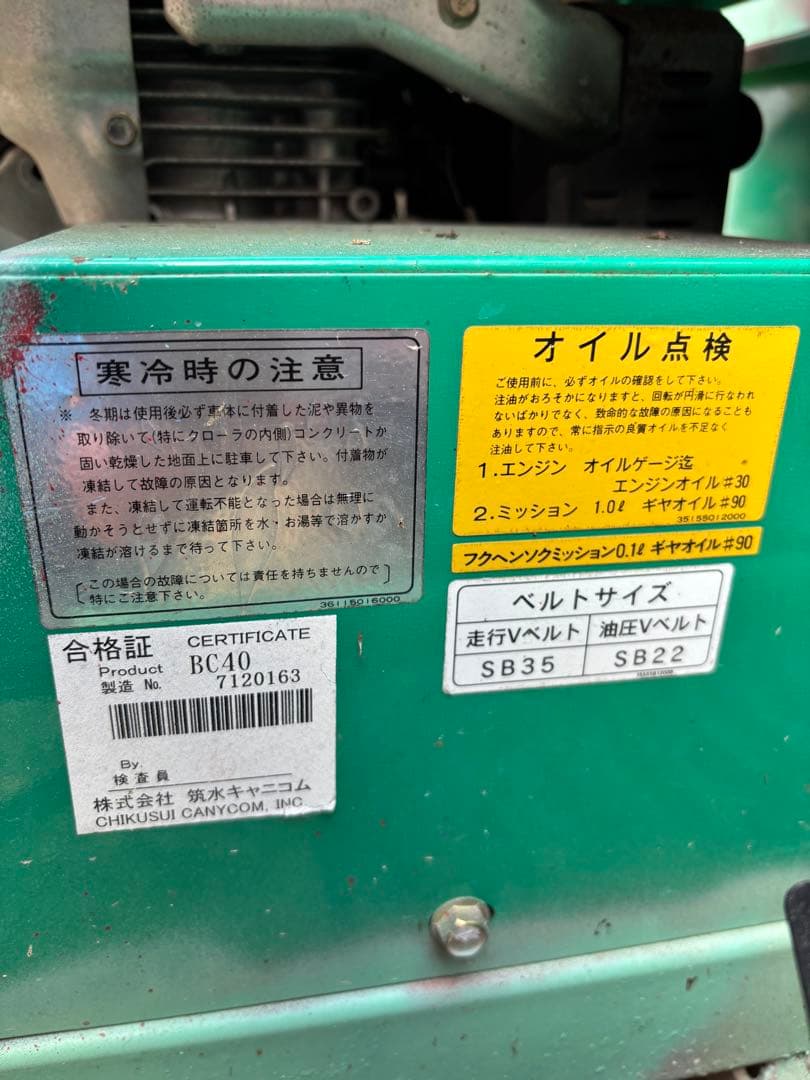 寒冷時の注意
※ 冬期は使用後必ず車体に付着した泥や異物を
取り除いて(特にクローラの内側)コンクリートか
固い乾燥した地面上に駐車して下さい。付着物が
凍結して故障の原因となります。
また、凍結して運転不能となった場合は無理に
動かそうとせずに凍結箇所を水・お湯等で溶かすか
凍結が溶けるまで待って下さい。
[この場合の故障については責任を持ちませんので
特にご注意下さい。]
36115016000
オイル点検
ご使用前に、必ずオイルの確認をして下さい。
注油がおろそかになりますと、回転が円滑に行なわれ
ないばかりでなく、致命的な故障の原因になることも
ありますので、常に指示の良質オイルを不足なく
注油して下さい。
1.エンジン オイルゲージ迄
エンジンオイル#30
2.ミッション 1.0ℓ ギヤオイル#90
35155012000
フクヘンソクミッション0.1ℓ ギヤオイル#90
ベルトサイズ
走行Vベルト 油圧Vベルト
SB35 SB22
合格証 CERTIFICATE
Product BC40
製造 No. 7120163
By.
検査員
株式会社 筑水キャニコム
CHIKUSUI CANYCOM, INC.